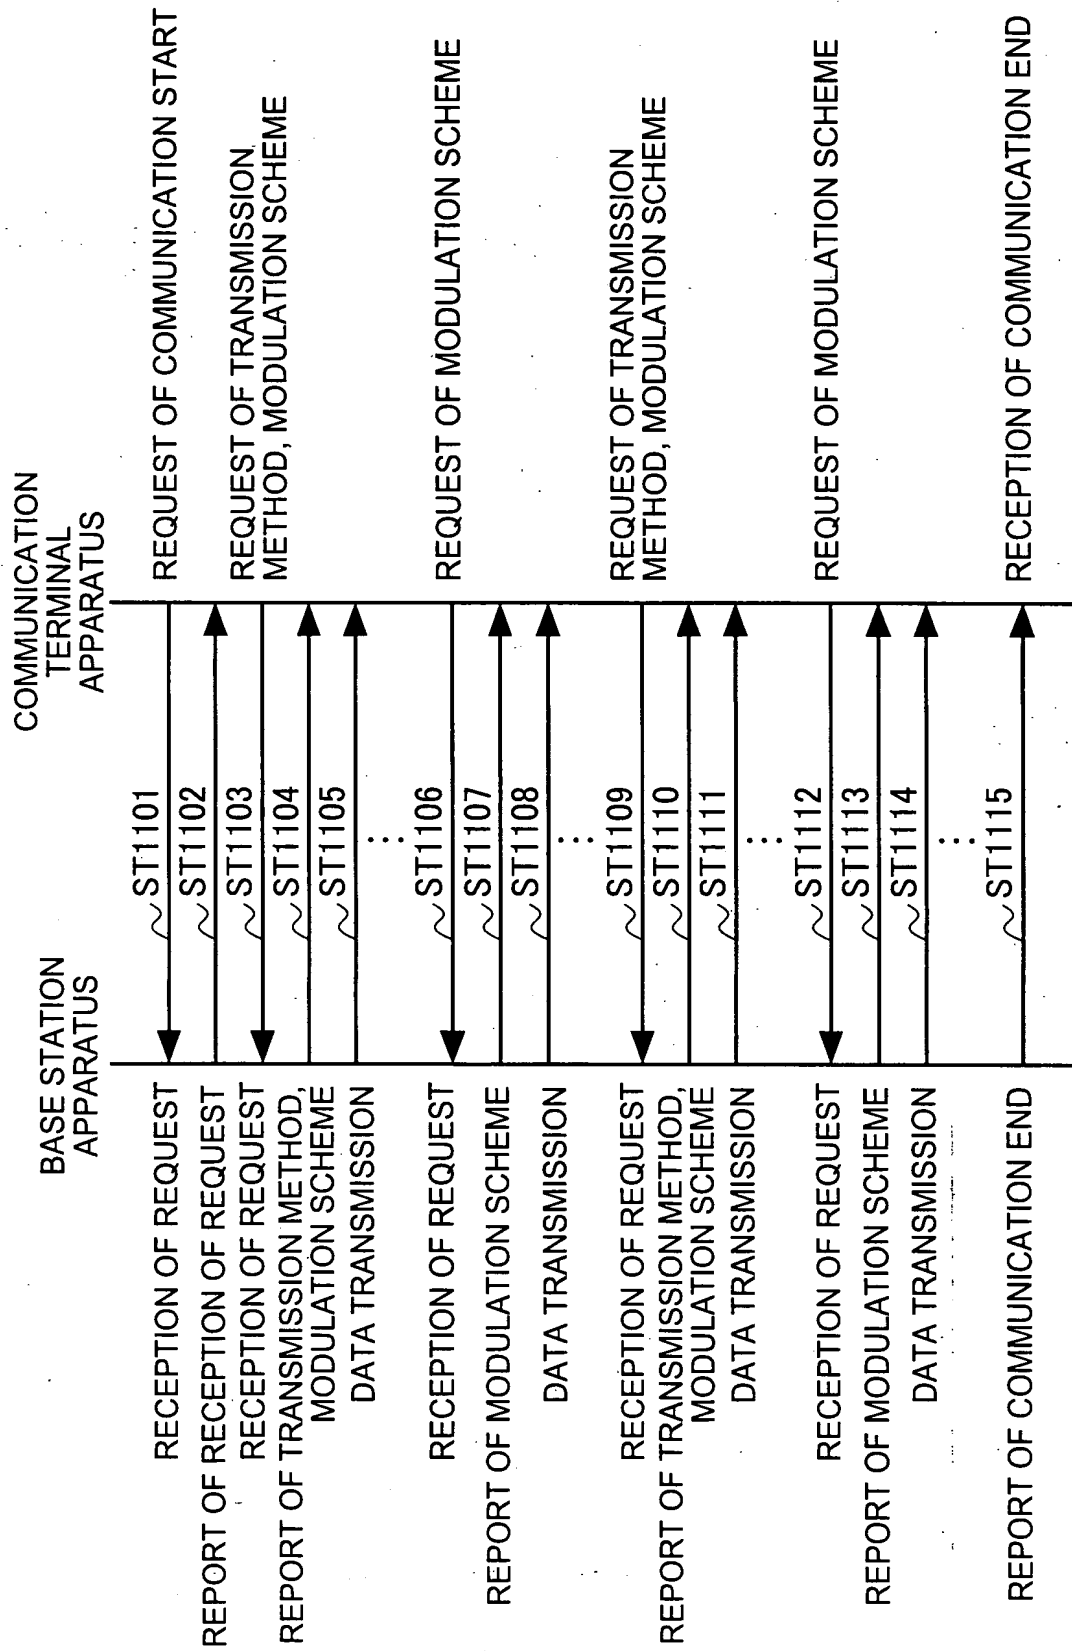 BASE STATION
APPARATUS
COMMUNICATION
TERMINAL
APPARATUS
RECEPTION OF REQUEST
ST1101
REQUEST OF COMMUNICATION START
REPORT OF RECEPTION OF REQUEST
ST1102
RECEPTION OF REQUEST
ST1103
REQUEST OF TRANSMISSION
METHOD, MODULATION SCHEME
REPORT OF TRANSMISSION METHOD,
MODULATION SCHEME
ST1104
DATA TRANSMISSION
ST1105
...
RECEPTION OF REQUEST
ST1106
REQUEST OF MODULATION SCHEME
REPORT OF MODULATION SCHEME
ST1107
DATA TRANSMISSION
ST1108
...
RECEPTION OF REQUEST
ST1109
REQUEST OF TRANSMISSION
METHOD, MODULATION SCHEME
REPORT OF TRANSMISSION METHOD,
MODULATION SCHEME
ST1110
DATA TRANSMISSION
ST1111
...
RECEPTION OF REQUEST
ST1112
REQUEST OF MODULATION SCHEME
REPORT OF MODULATION SCHEME
ST1113
DATA TRANSMISSION
ST1114
...
REPORT OF COMMUNICATION END
ST1115
RECEPTION OF COMMUNICATION END